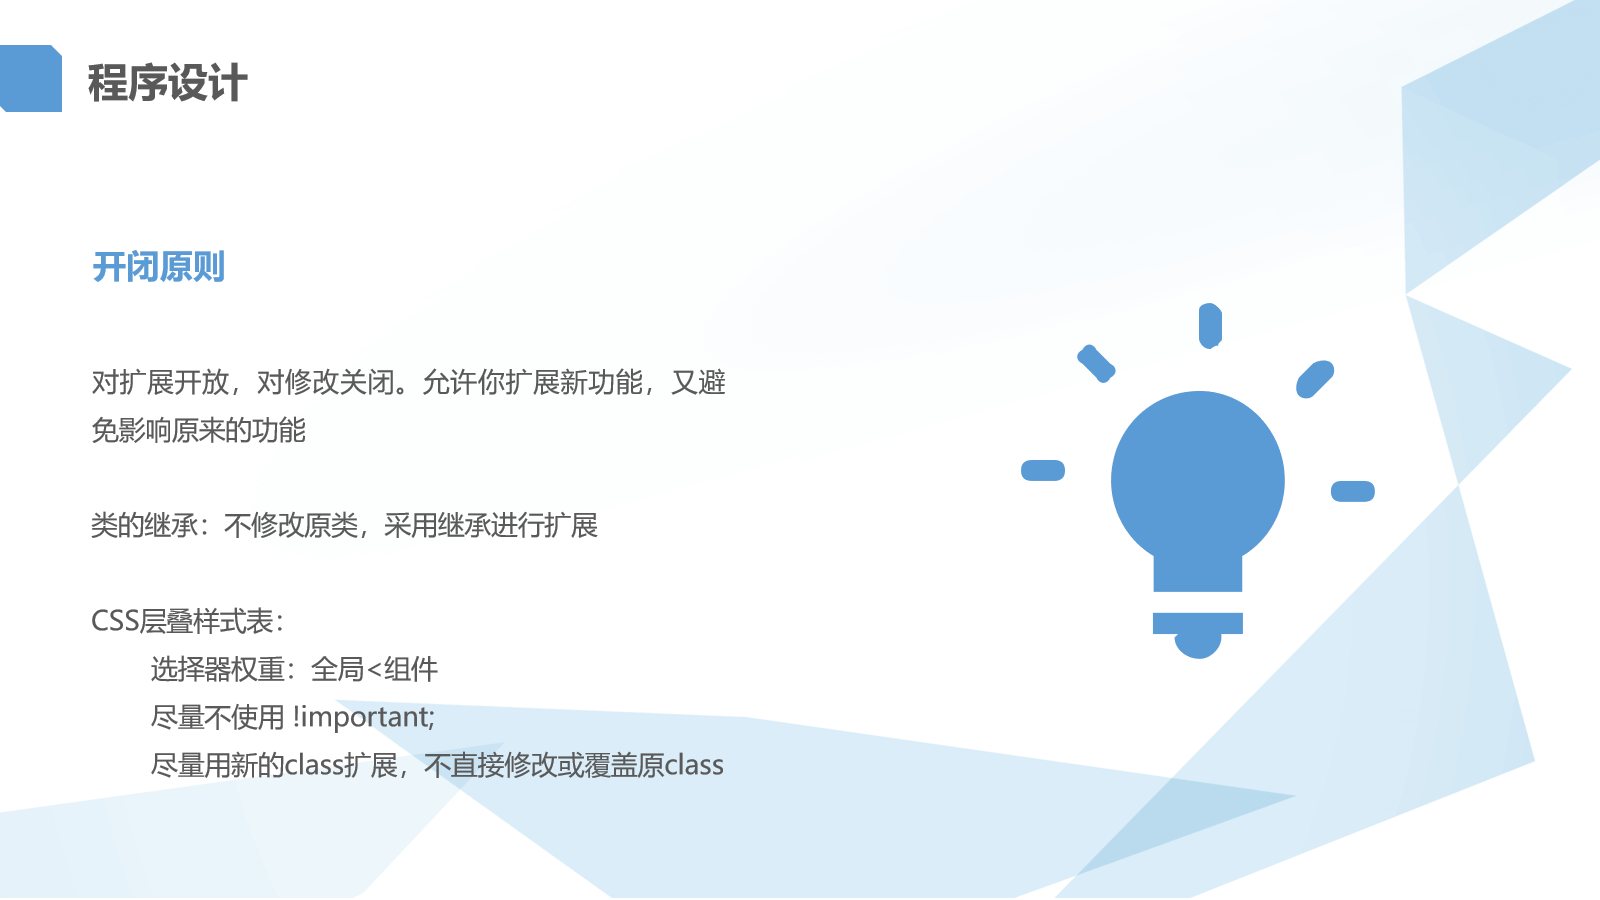 程序设计
开闭原则
对扩展开放，对修改关闭。允许你扩展新功能，又避
免影响原来的功能
类的继承：不修改原类，采用继承进行扩展
CSS层叠样式表：
选择器权重：全局<组件
尽量不使用 !important;
尽量用新的class扩展，不直接修改或覆盖原class